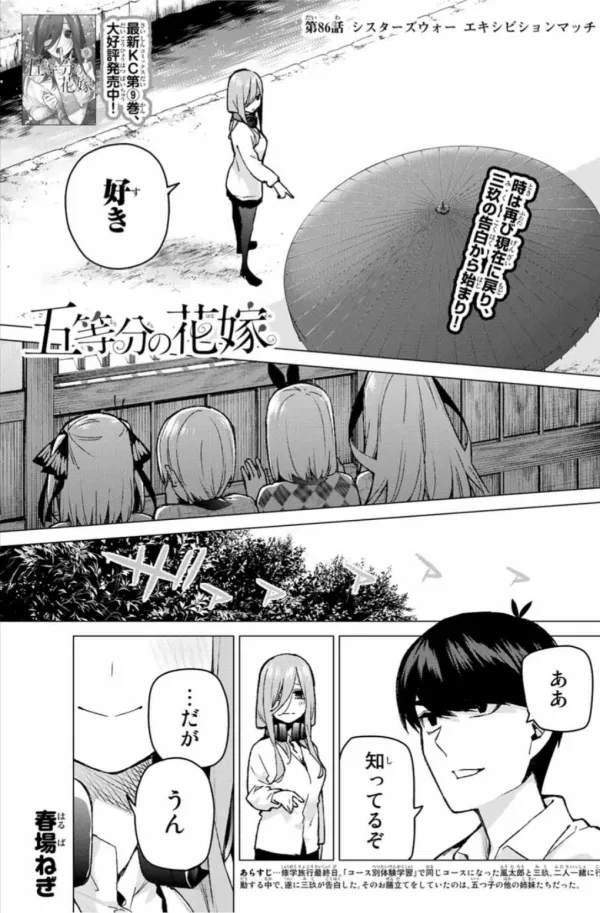 第86話 シスターズウォー エキシビションマッチ
最新KC第⑨巻、
大好評発売中！
五等分の花嫁
時は再び現在に戻り、
三玖の告白から始まり！
好き
五等分の花嫁
ああ
知ってるぞ
…だが
うん
春場ねぎ
あらすじ…修学旅行最終日。「コース別体験学習」で同じコースになった風太郎と三玖。二人一緒に行
動する中で、遂に三玖が告白した。そのお膳立てをしていたのは、五つ子の他の姉妹たちだった。